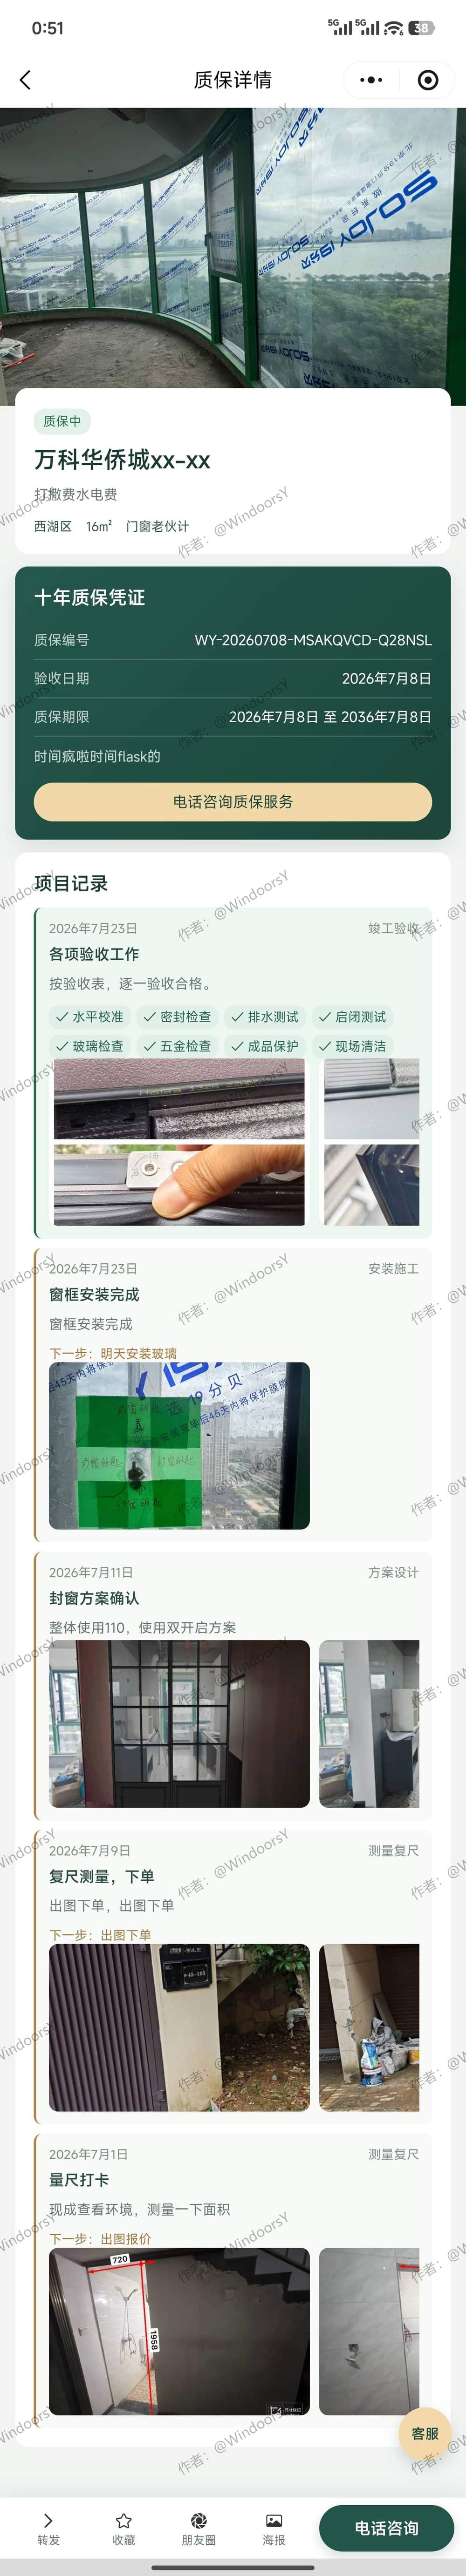 0:51
5G
5G
38
质保详情
SOJOY
SOJOY
质保中
万科华侨城xx-xx
打撒费水电费
西湖区 16m² 门窗老伙计
十年质保凭证
质保编号 WY-20260708-MSAKQVCD-Q28NSL
验收日期 2026年7月8日
质保期限 2026年7月8日 至 2036年7月8日
时间疯啦时间flask的
电话咨询质保服务
项目记录
2026年7月23日 竣工验收
各项验收工作
按验收表，逐一验收合格。
水平校准 密封检查 排水测试 启闭测试
玻璃检查 五金检查 成品保护 现场清洁
2026年7月23日 安装施工
窗框安装完成
窗框安装完成
下一步：明天安装玻璃
2026年7月11日 方案设计
封窗方案确认
整体使用110，使用双开启方案
2026年7月9日 测量复尺
复尺测量，下单
出图下单，出图下单
下一步：出图下单
2026年7月1日 测量复尺
量尺打卡
现成查看环境，测量一下面积
下一步：出图报价
720
1958
客服
转发 收藏 朋友圈 海报 电话咨询
作者：@WindoorsY